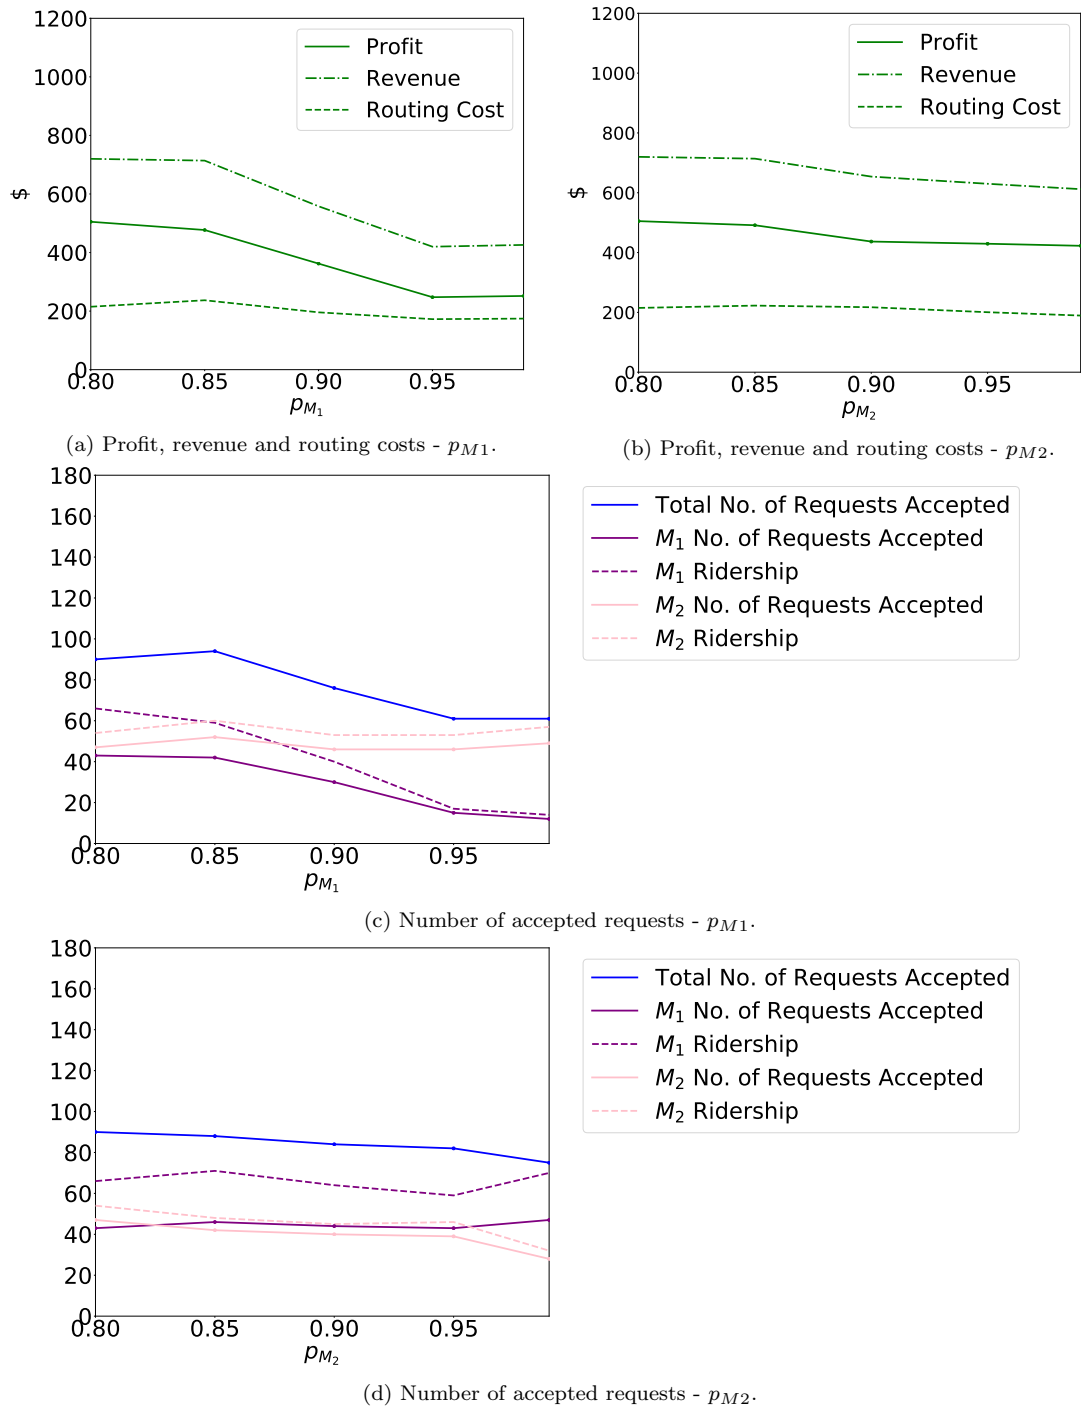 1200
1000
800
600
400
200
0
$
Profit
Revenue
Routing Cost
0.80 0.85 0.90 0.95
p_{M_1}
(a) Profit, revenue and routing costs - p_{M1}.
1200
1000
800
600
400
200
0
$
Profit
Revenue
Routing Cost
0.80 0.85 0.90 0.95
p_{M_2}
(b) Profit, revenue and routing costs - p_{M2}.
180
160
140
120
100
80
60
40
20
0
0.80 0.85 0.90 0.95
p_{M_1}
Total No. of Requests Accepted
M_1 No. of Requests Accepted
M_1 Ridership
M_2 No. of Requests Accepted
M_2 Ridership
(c) Number of accepted requests - p_{M1}.
180
160
140
120
100
80
60
40
20
0
0.80 0.85 0.90 0.95
p_{M_2}
Total No. of Requests Accepted
M_1 No. of Requests Accepted
M_1 Ridership
M_2 No. of Requests Accepted
M_2 Ridership
(d) Number of accepted requests - p_{M2}.